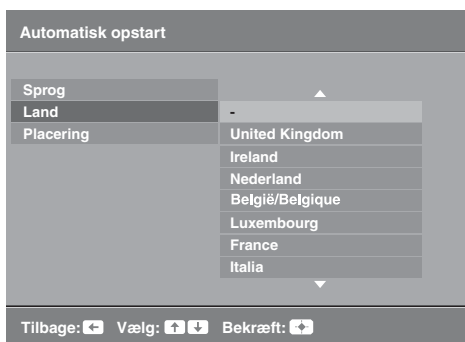 Automatisk opstart
Sprog
Land -
Placering United Kingdom
Ireland
Nederland
België/Belgique
Luxembourg
France
Italia
Tilbage: Vælg: Bekræft: